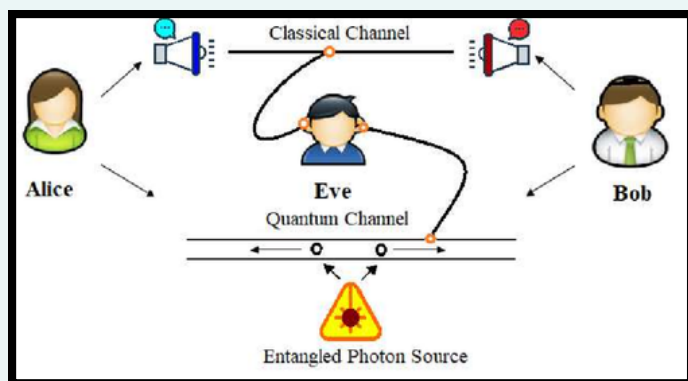 Classical Channel
Alice
Eve
Bob
Quantum Channel
Entangled Photon Source